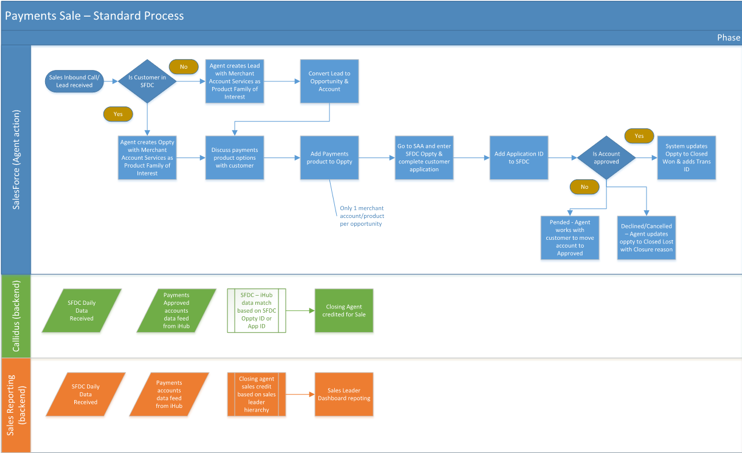 Payments Sale – Standard Process
Phase
SalesForce (Agent action)
Sales Inbound Call/
Lead received
Is Customer in
SFDC
No
Yes
Agent creates Lead
with Merchant
Account Services as
Product Family of
Interest
Convert Lead to
Opportunity &
Account
Agent creates Oppty
with Merchant
Account Services as
Product Family of
Interest
Discuss payments
product options
with customer
Add Payments
product to Oppty
Only 1 merchant
account/product
per opportunity
Go to SAA and enter
SFDC Oppty &
complete customer
application
Add Application ID
to SFDC
Is Account
approved
Yes
No
System updates
Oppty to Closed
Won & adds Trans
ID
Pended - Agent
works with
customer to move
account to
Approved
Declined/Cancelled
– Agent updates
oppty to Closed Lost
with Closure reason
Callidus (backend)
SFDC Daily
Data
Received
Payments
Approved
accounts
data feed
from iHub
SFDC – iHub
data match
based on SFDC
Oppty ID or
App ID
Closing Agent
credited for Sale
Sales Reporting
(backend)
SFDC Daily
Data
Received
Payments
accounts
data feed
from iHub
Closing agent
sales credit
based on sales
leader
hierarchy
Sales Leader
Dashboard repoting